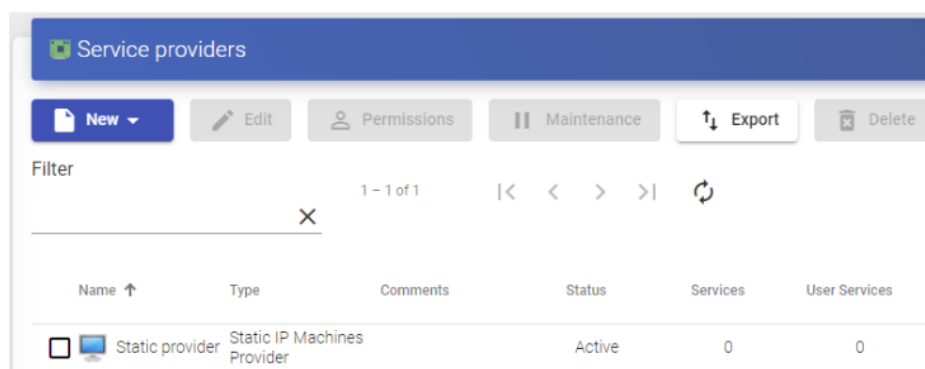 Service providers
New Edit Permissions Maintenance Export Delete
Filter
1 – 1 of 1
Name Type Comments Status Services User Services
Static provider Static IP Machines Provider Active 0 0